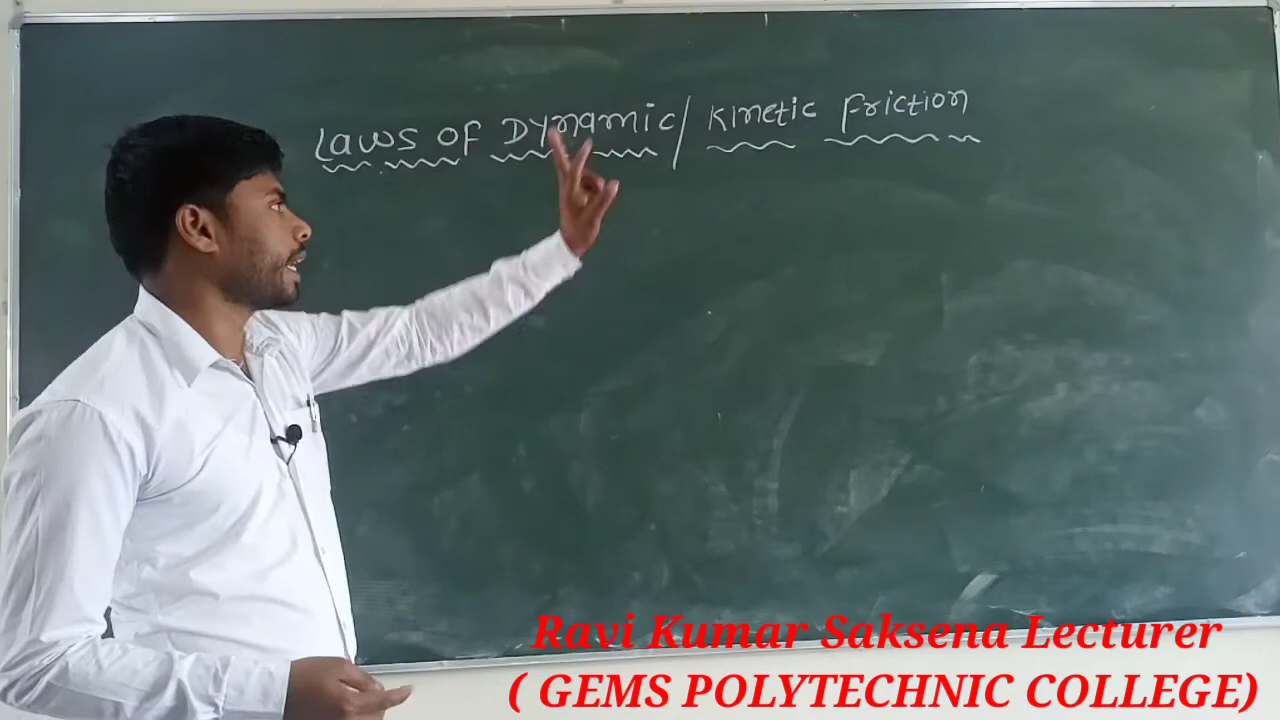 Laws of Dynamic/ Kinetic friction
Ravi Kumar Saksena Lecturer
( GEMS POLYTECHNIC COLLEGE)